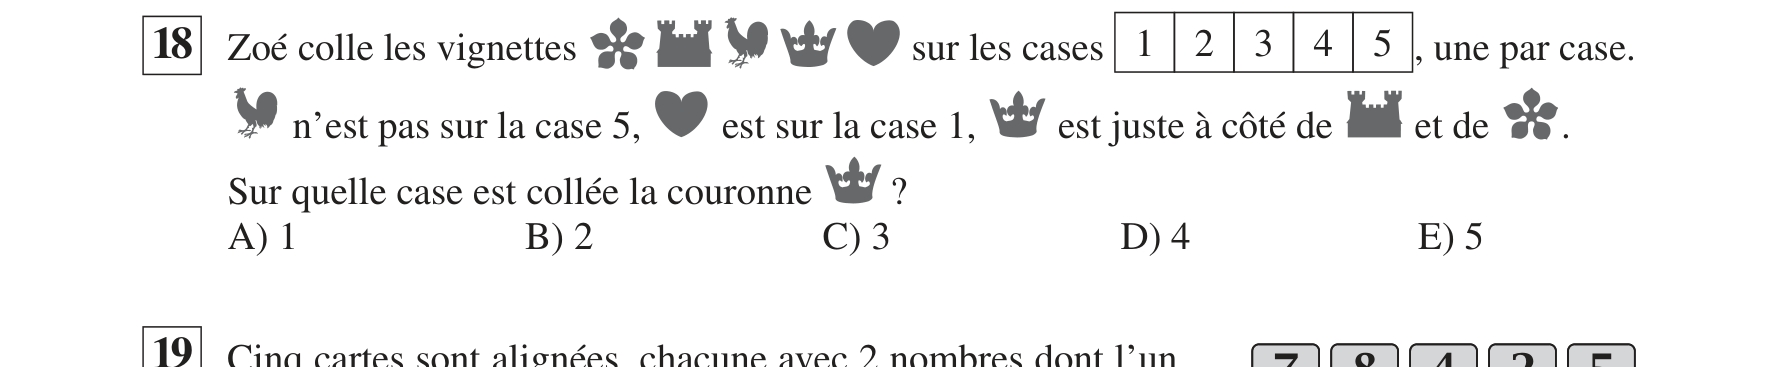 18 Zoé colle les vignettes sur les cases 1 2 3 4 5, une par case.
n’est pas sur la case 5, est sur la case 1, est juste à côté de et de .
Sur quelle case est collée la couronne ?
A) 1 B) 2 C) 3 D) 4 E) 5
19 Cinq cartes sont alignées, chacune avec 2 nombres dont l’un 7 8 4 2 5